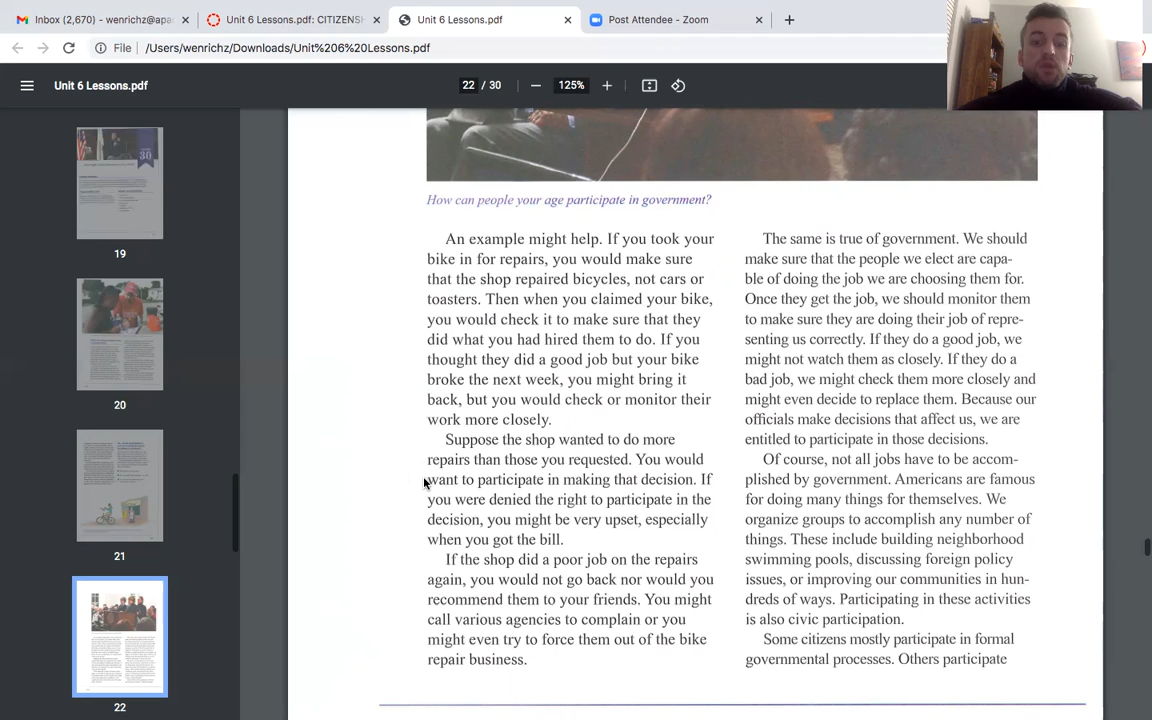 Inbox (2,670) - wenrichz@apa
Unit 6 Lessons.pdf: CITIZENSH
Unit 6 Lessons.pdf
Post Attendee - Zoom
File
/Users/wenrichz/Downloads/Unit%206%20Lessons.pdf
Unit 6 Lessons.pdf
22 / 30
125%
30
19
20
21
22
How can people your age participate in government?
An example might help. If you took your
bike in for repairs, you would make sure
that the shop repaired bicycles, not cars or
toasters. Then when you claimed your bike,
you would check it to make sure that they
did what you had hired them to do. If you
thought they did a good job but your bike
broke the next week, you might bring it
back, but you would check or monitor their
work more closely.
Suppose the shop wanted to do more
repairs than those you requested. You would
want to participate in making that decision. If
you were denied the right to participate in the
decision, you might be very upset, especially
when you got the bill.
If the shop did a poor job on the repairs
again, you would not go back nor would you
recommend them to your friends. You might
call various agencies to complain or you
might even try to force them out of the bike
repair business.
The same is true of government. We should
make sure that the people we elect are capa-
ble of doing the job we are choosing them for.
Once they get the job, we should monitor them
to make sure they are doing their job of repre-
senting us correctly. If they do a good job, we
might not watch them as closely. If they do a
bad job, we might check them more closely and
might even decide to replace them. Because our
officials make decisions that affect us, we are
entitled to participate in those decisions.
Of course, not all jobs have to be accom-
plished by government. Americans are famous
for doing many things for themselves. We
organize groups to accomplish any number of
things. These include building neighborhood
swimming pools, discussing foreign policy
issues, or improving our communities in hun-
dreds of ways. Participating in these activities
is also civic participation.
Some citizens mostly participate in formal
governmental processes. Others participate